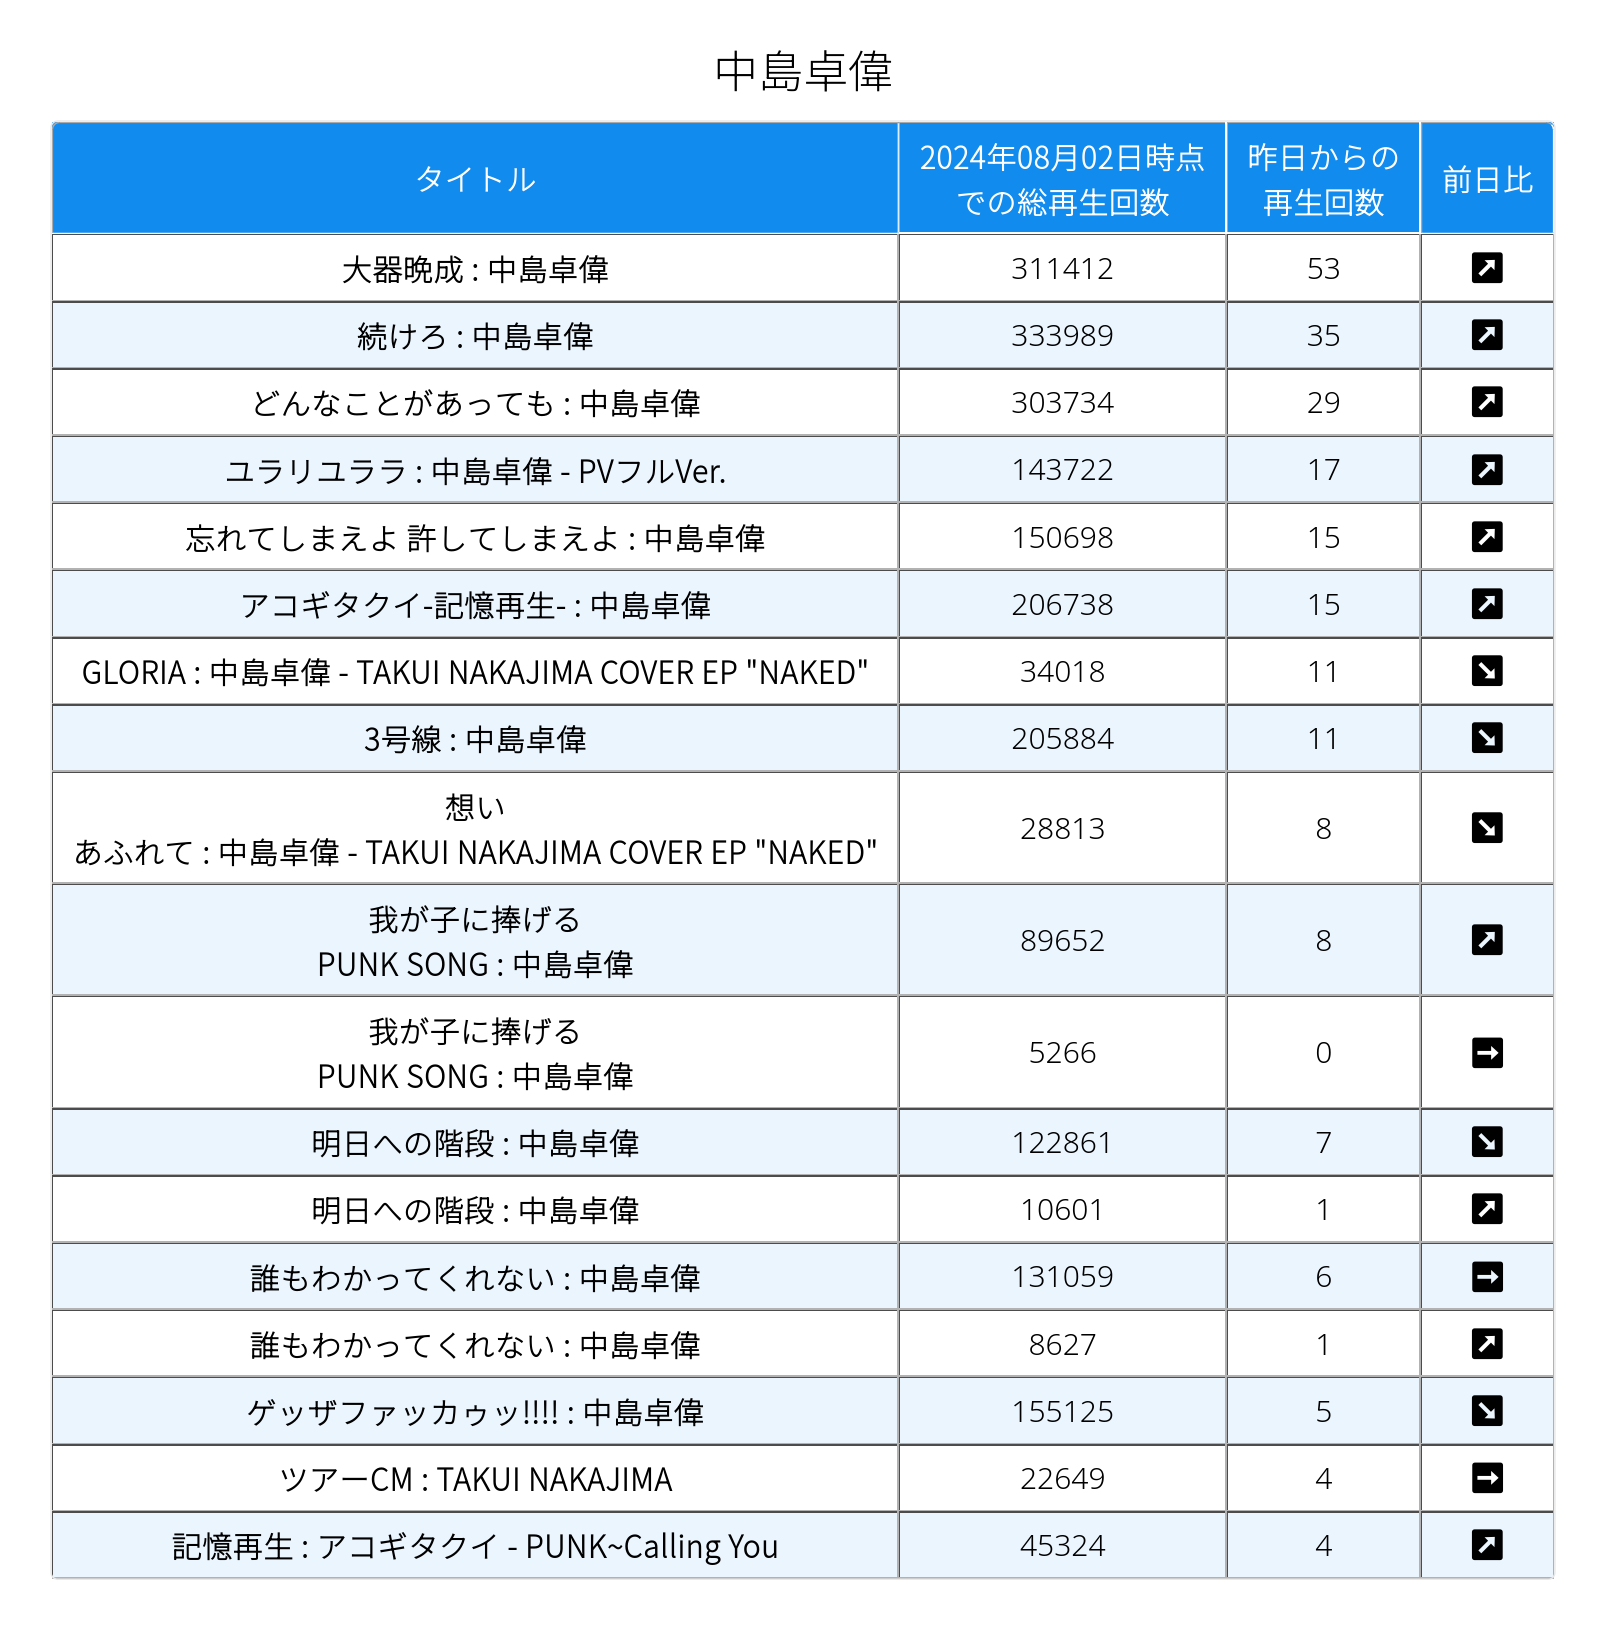 中島卓偉
タイトル
2024年08月02日時点
での総再生回数
昨日からの
再生回数
前日比
大器晩成 : 中島卓偉 311412 53
続けろ : 中島卓偉 333989 35
どんなことがあっても : 中島卓偉 303734 29
ユラリユララ : 中島卓偉 - PVフルVer. 143722 17
忘れてしまえよ 許してしまえよ : 中島卓偉 150698 15
アコギタクイ-記憶再生- : 中島卓偉 206738 15
GLORIA : 中島卓偉 - TAKUI NAKAJIMA COVER EP "NAKED" 34018 11
3号線 : 中島卓偉 205884 11
想い
あふれて : 中島卓偉 - TAKUI NAKAJIMA COVER EP "NAKED" 28813 8
我が子に捧げる
PUNK SONG : 中島卓偉 89652 8
我が子に捧げる
PUNK SONG : 中島卓偉 5266 0
明日への階段 : 中島卓偉 122861 7
明日への階段 : 中島卓偉 10601 1
誰もわかってくれない : 中島卓偉 131059 6
誰もわかってくれない : 中島卓偉 8627 1
ゲッザファッカゥッ!!!! : 中島卓偉 155125 5
ツアーCM : TAKUI NAKAJIMA 22649 4
記憶再生 : アコギタクイ - PUNK~Calling You 45324 4